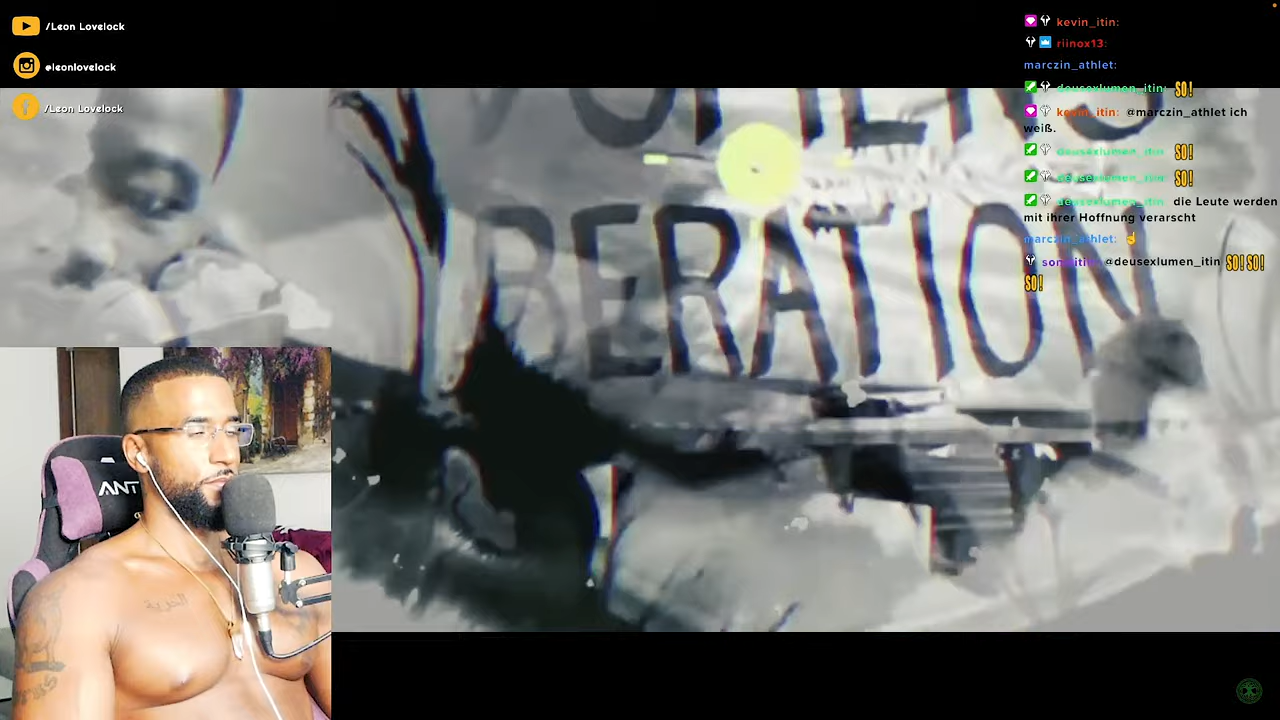 /Leon Lovelock
@leonlovelock
/Leon Lovelock
kevin_itin:
riinox13:
marczin_athlet:
deusexlumen_itin: SO!
kevin_itin: @marczin_athlet ich
weiß.
deusexlumen_itin: SO!
deusexlumen_itin: SO!
deusexlumen_itin: die Leute werden
mit ihrer Hoffnung verarscht
marczin_athlet:
@deusexlumen_itin SO! SO!
SO!
BERATION
ANT